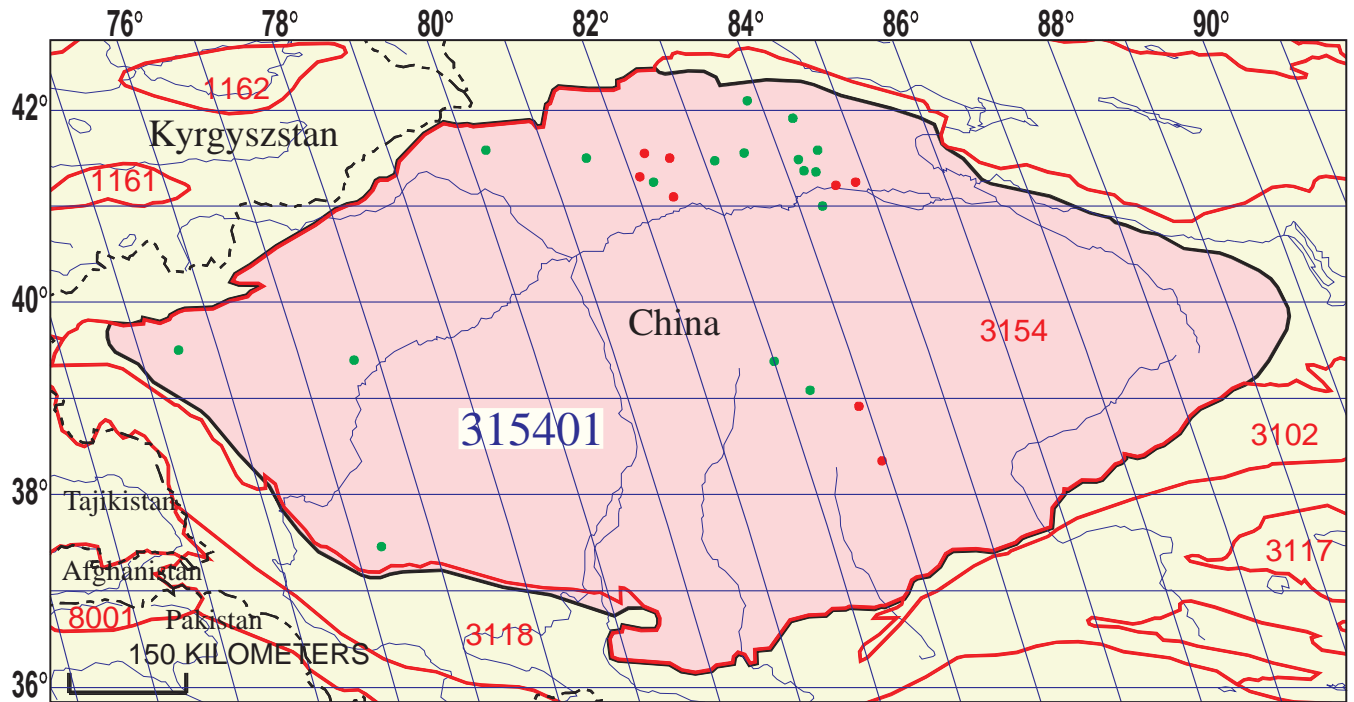 76° 78° 80° 82° 84° 86° 88° 90°
1162
42°
Kyrgyszstan
1161
40°
China
3154
315401
3102
38°
Tajikistan
3117
Afghanistan
8001
Pakistan
3118
150 KILOMETERS
36°